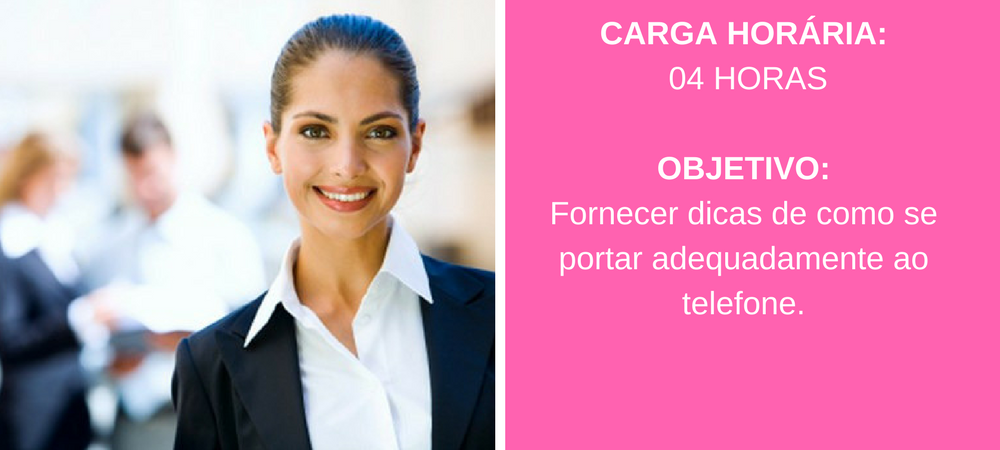 CARGA HORÁRIA:
04 HORAS
OBJETIVO:
Fornecer dicas de como se
portar adequadamente ao
telefone.